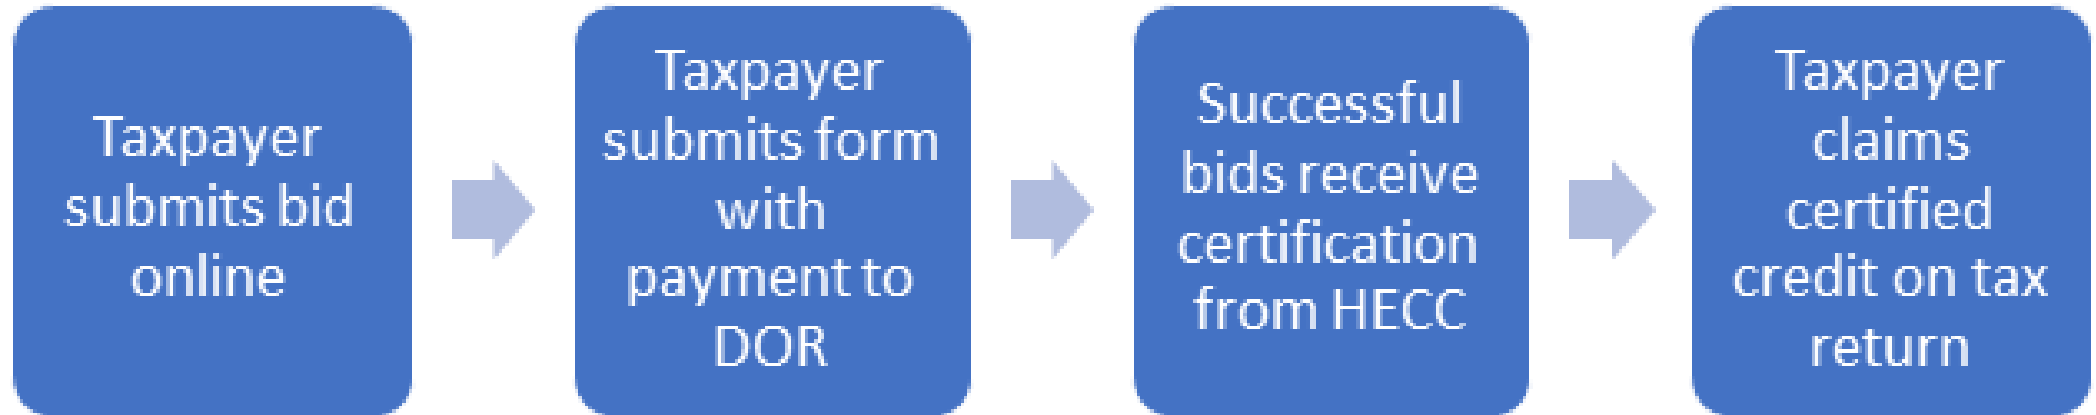 Taxpayer
submits bid
online
Taxpayer
submits form
with
payment to
DOR
Successful
bids receive
certification
from HECC
Taxpayer
claims
certified
credit on tax
return